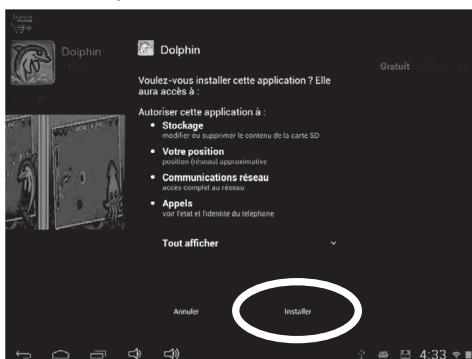 Dolphin
Dolphin
Gratuit
Voulez-vous installer cette application ? Elle
aura accès à :
Autoriser cette application à :
• Stockage
modifier ou supprimer le contenu de la carte SD
• Votre position
position (réseau) approximative
• Communications réseau
accès complet au réseau
• Appels
voir l'état et l'identité du téléphone
Tout afficher
Annuler
Installer
4:33